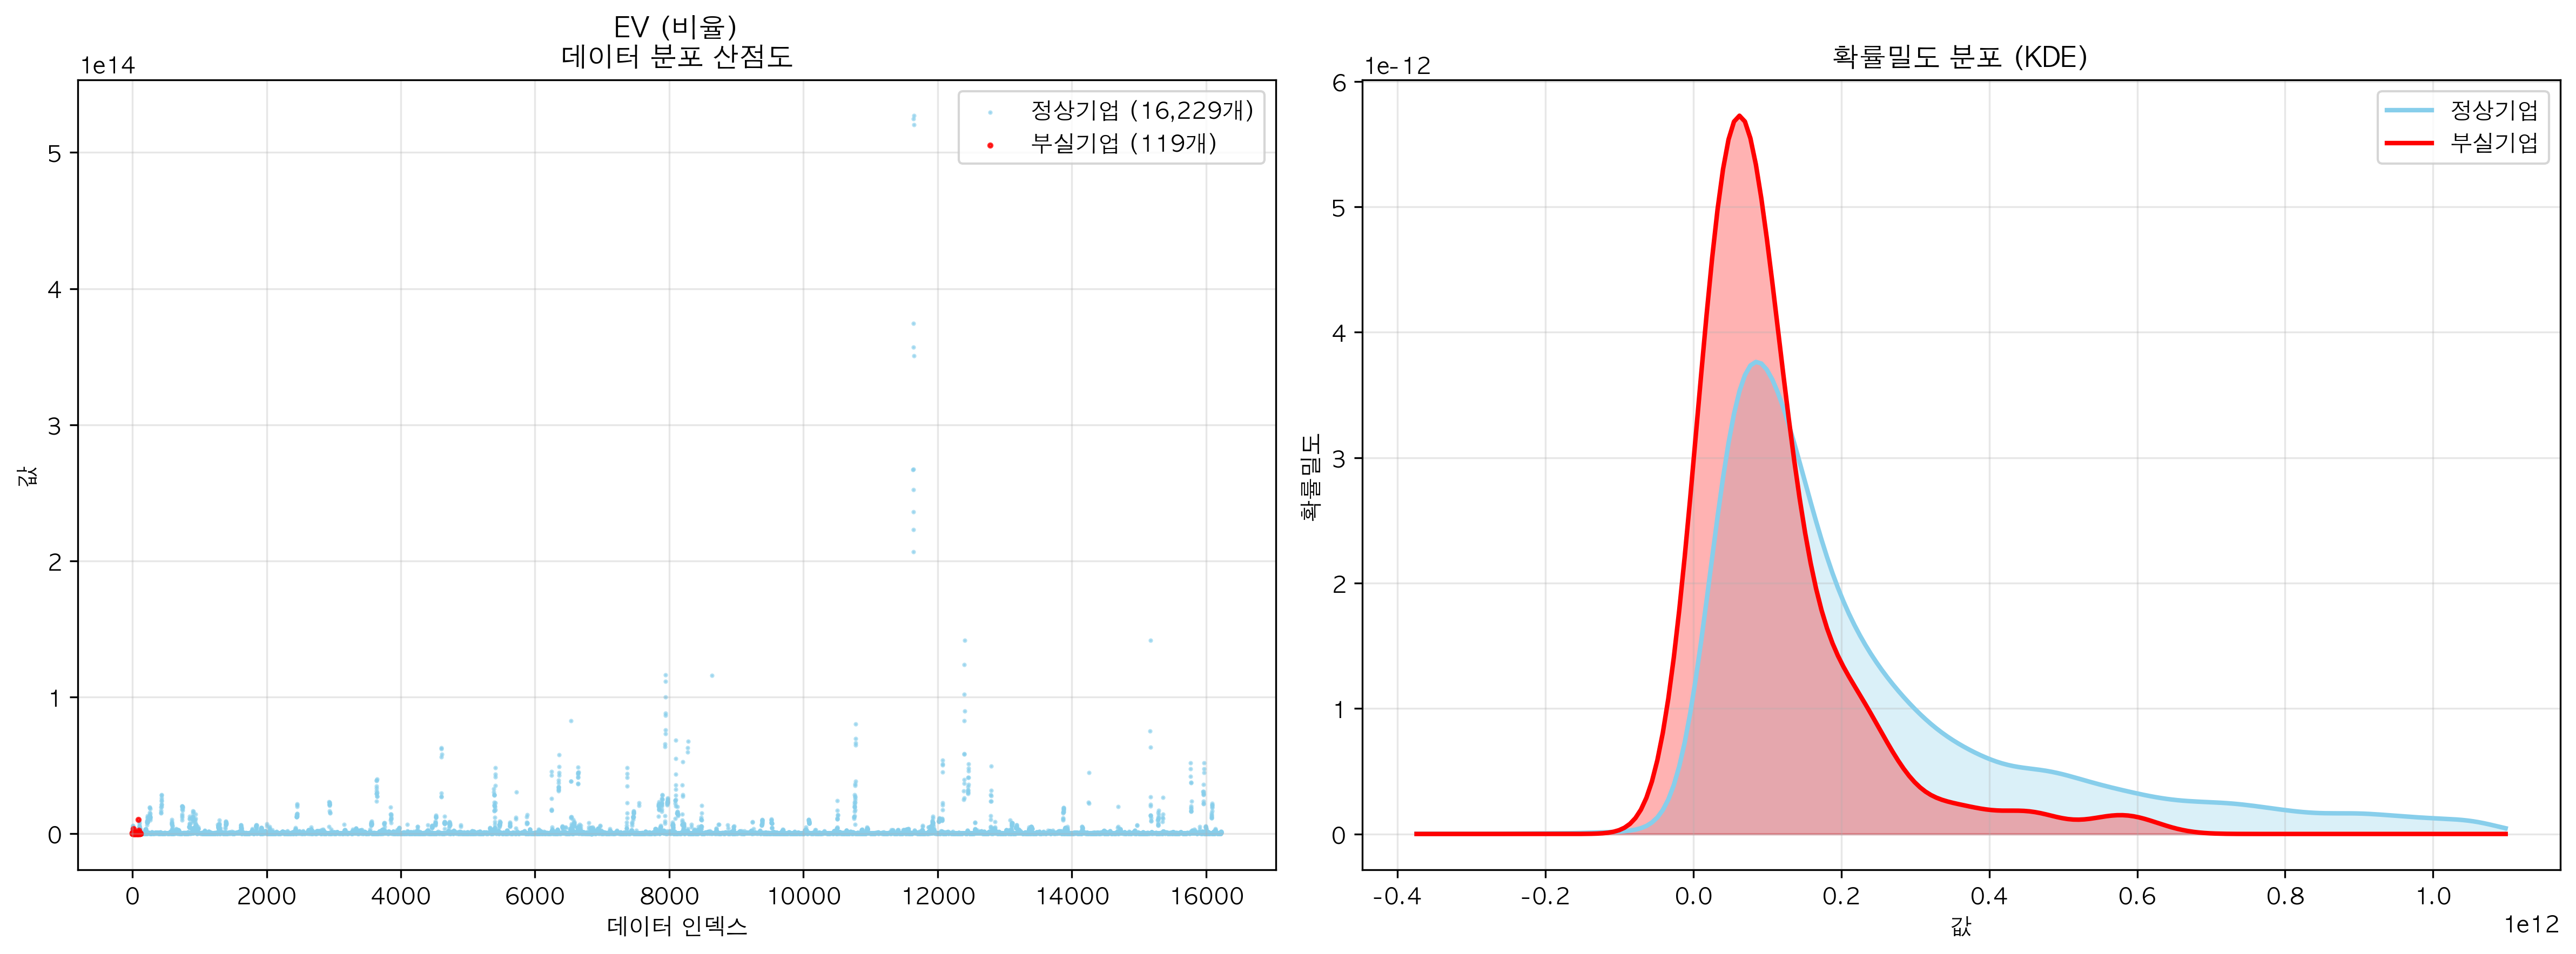 EV (비율)
데이터 분포 산점도
1e14
정상기업 (16,229개)
부실기업 (119개)
5
4
3
2
1
0
값
0 2000 4000 6000 8000 10000 12000 14000 16000
데이터 인덱스
확률밀도 분포 (KDE)
1e-12
정상기업
부실기업
6
5
4
3
2
1
0
확률밀도
-0.4 -0.2 0.0 0.2 0.4 0.6 0.8 1.0
1e12
값